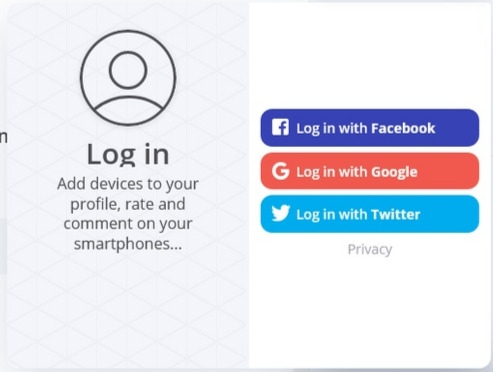 Log in
Add devices to your
profile, rate and
comment on your
smartphones...
Log in with Facebook
Log in with Google
Log in with Twitter
Privacy